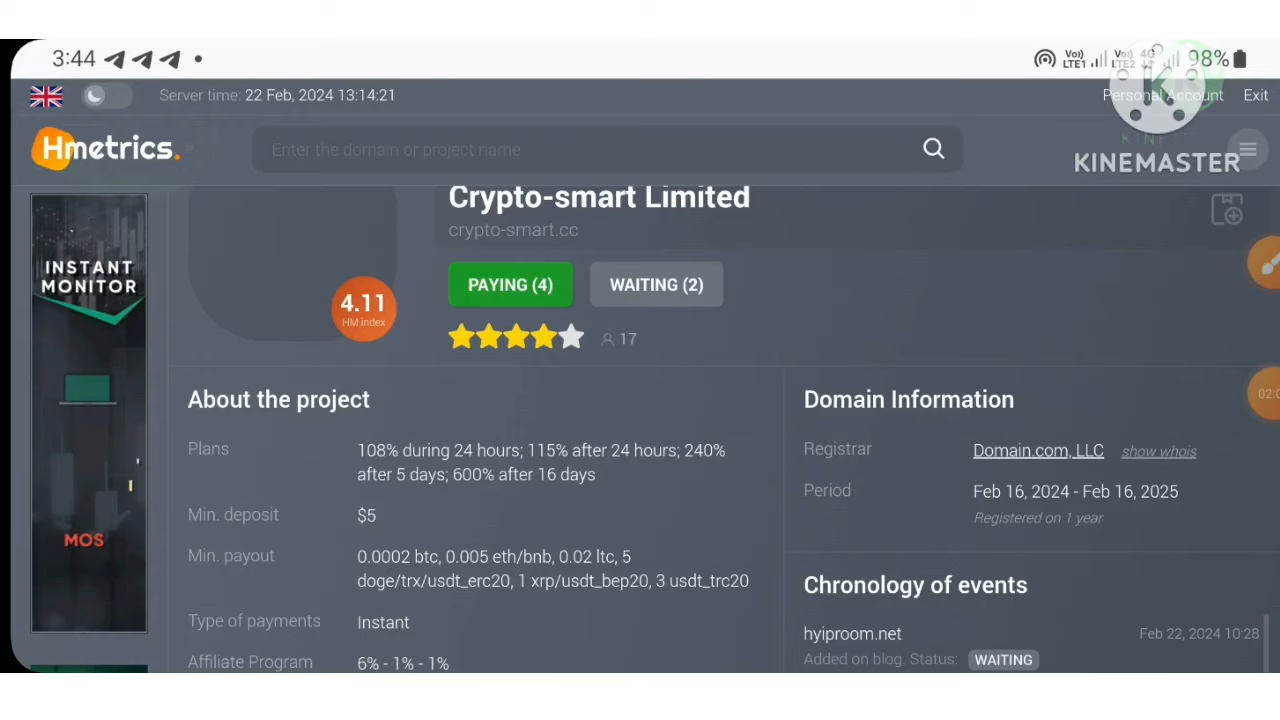 3:44
Vo)) LTE1 Vo)) LTE2 4G 98%
Server time: 22 Feb, 2024 13:14:21
Personal Account Exit
Hmetrics.
Enter the domain or project name
KINEMASTER
Crypto-smart Limited
crypto-smart.cc
INSTANT
MONITOR
PAYING (4) WAITING (2)
4.11
HM index
17
About the project
Domain Information
Plans
108% during 24 hours; 115% after 24 hours; 240%
after 5 days; 600% after 16 days
Registrar
Domain.com, LLC show whois
Period
Feb 16, 2024 - Feb 16, 2025
Registered on 1 year
Min. deposit
$5
MOS
Min. payout
0.0002 btc, 0.005 eth/bnb, 0.02 ltc, 5
doge/trx/usdt_erc20, 1 xrp/usdt_bep20, 3 usdt_trc20
Chronology of events
Type of payments
Instant
hyiproom.net
Feb 22, 2024 10:28
Added on blog. Status: WAITING
Affiliate Program
6% - 1% - 1%